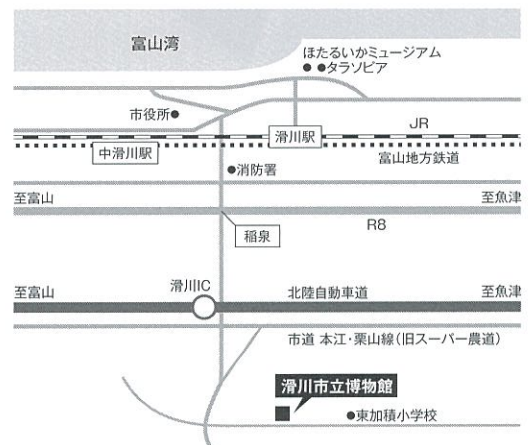 富山湾
ほたるいかミュージアム
タラソピア
市役所
滑川駅
JR
中滑川駅
富山地方鉄道
消防署
至富山
至魚津
稲泉
R8
滑川IC
至富山
北陸自動車道
至魚津
市道 本江・栗山線(旧スーパー農道)
滑川市立博物館
東加積小学校